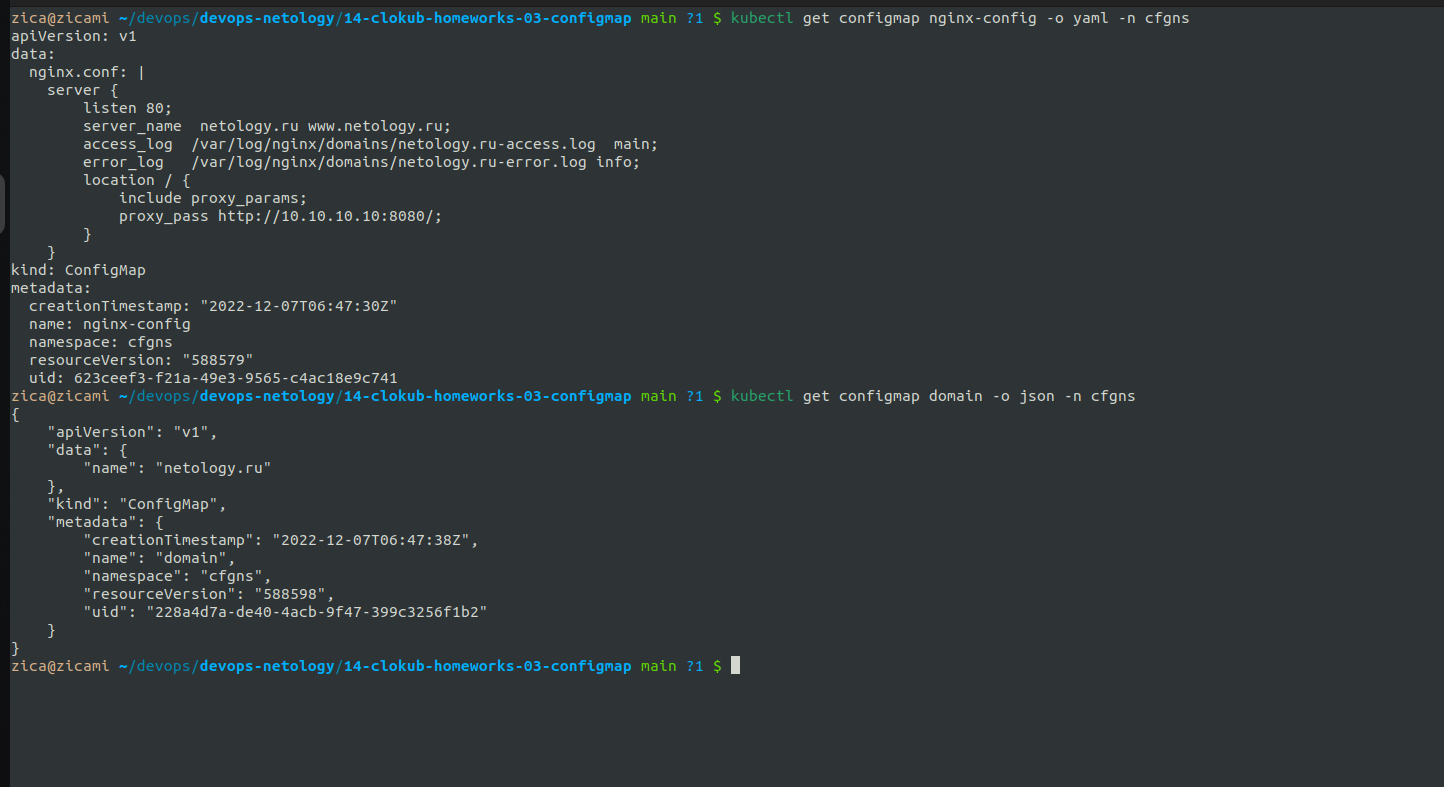 zica@zicami ~/devops/devops-netology/14-clokub-homeworks-03-configmap main ?1 $ kubectl get configmap nginx-config -o yaml -n cfgns
apiVersion: v1
data:
  nginx.conf: |
    server {
        listen 80;
        server_name  netology.ru www.netology.ru;
        access_log  /var/log/nginx/domains/netology.ru-access.log  main;
        error_log   /var/log/nginx/domains/netology.ru-error.log info;
        location / {
            include proxy_params;
            proxy_pass http://10.10.10.10:8080/;
        }
    }
kind: ConfigMap
metadata:
  creationTimestamp: "2022-12-07T06:47:30Z"
  name: nginx-config
  namespace: cfgns
  resourceVersion: "588579"
  uid: 623ceef3-f21a-49e3-9565-c4ac18e9c741
zica@zicami ~/devops/devops-netology/14-clokub-homeworks-03-configmap main ?1 $ kubectl get configmap domain -o json -n cfgns
{
    "apiVersion": "v1",
    "data": {
        "name": "netology.ru"
    },
    "kind": "ConfigMap",
    "metadata": {
        "creationTimestamp": "2022-12-07T06:47:38Z",
        "name": "domain",
        "namespace": "cfgns",
        "resourceVersion": "588598",
        "uid": "228a4d7a-de40-4acb-9f47-399c3256f1b2"
    }
}
zica@zicami ~/devops/devops-netology/14-clokub-homeworks-03-configmap main ?1 $